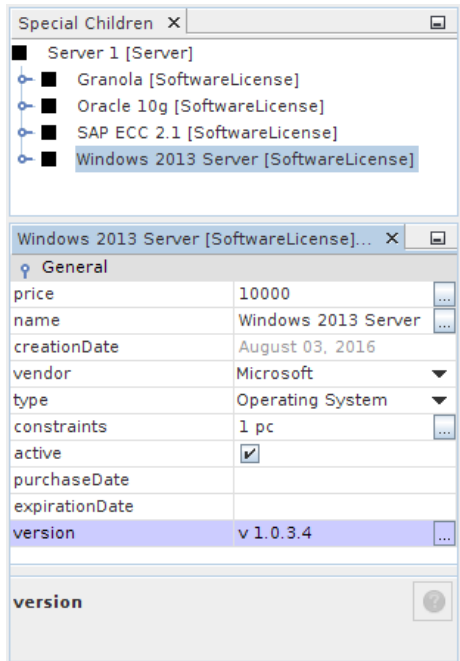 Special Children
Server 1 [Server]
Granola [SoftwareLicense]
Oracle 10g [SoftwareLicense]
SAP ECC 2.1 [SoftwareLicense]
Windows 2013 Server [SoftwareLicense]
Windows 2013 Server [SoftwareLicense]...
General
price 10000 ...
name Windows 2013 Server ...
creationDate August 03, 2016
vendor Microsoft
type Operating System
constraints 1 pc ...
active
purchaseDate
expirationDate
version v 1.0.3.4 ...
version
?